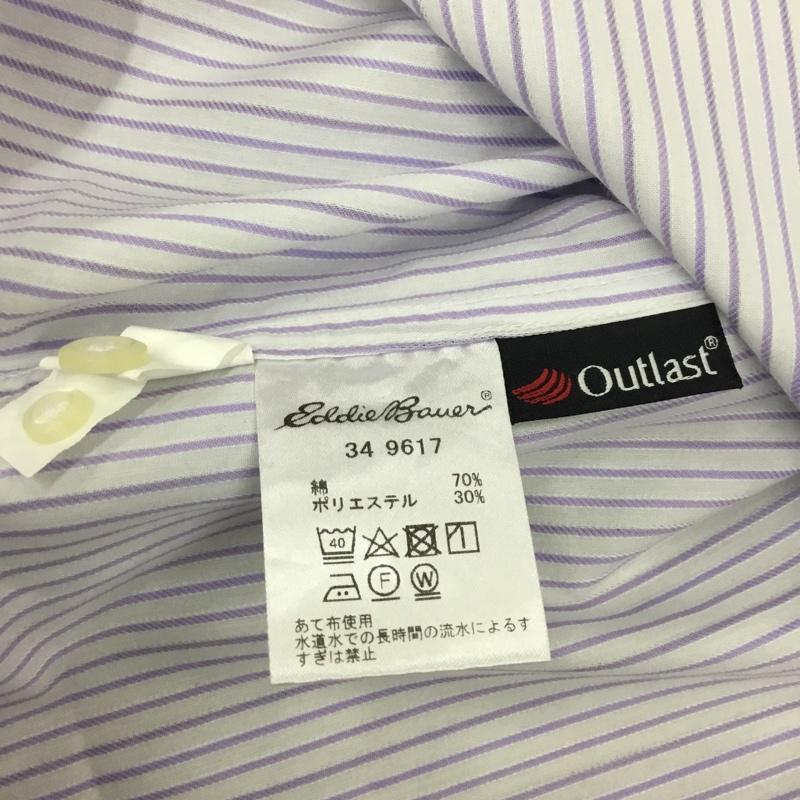 Eddie Bauer®
34 9617
綿 70%
ポリエステル 30%
40
F W
あて布使用
水道水での長時間の流水によるす
すぎは禁止
Outlast®